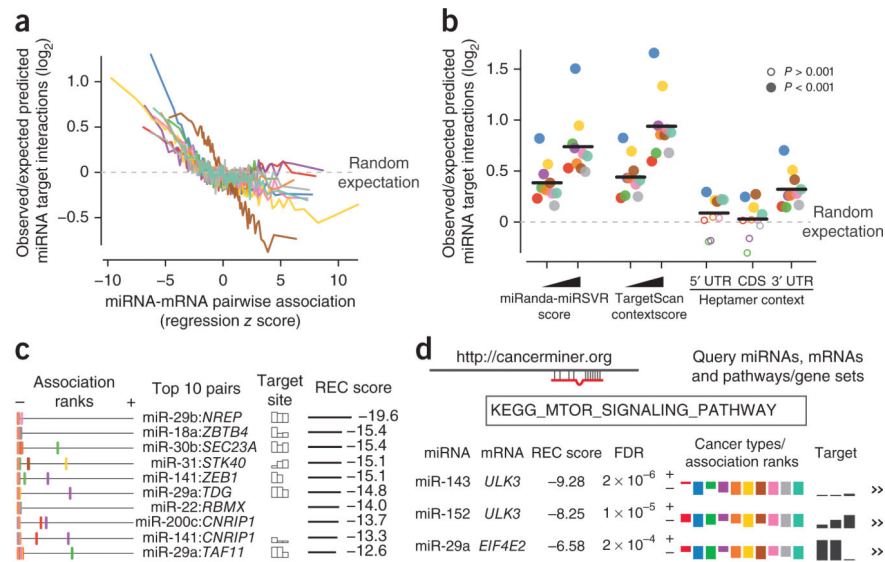 a
Observed/expected predicted
miRNA target interactions (log2)
1.0
0.5
0
−0.5
Random
expectation
−10
−5
0
5
10
miRNA-mRNA pairwise association
(regression z score)
b
Observed/expected predicted
miRNA target interactions (log2)
1.5
1.0
0.5
0
P > 0.001
P < 0.001
Random
expectation
miRanda-miRSVR
score
TargetScan
contextscore
5′ UTR CDS 3′ UTR
Heptamer context
c
Association
ranks
− +
Top 10 pairs
Target
site
REC score
miR-29b:NREP −19.6
miR-18a:ZBTB4 −15.4
miR-30b:SEC23A −15.4
miR-31:STK40 −15.1
miR-141:ZEB1 −15.1
miR-29a:TDG −14.8
miR-22:RBMX −14.0
miR-200c:CNRIP1 −13.7
miR-141:CNRIP1 −13.3
miR-29a:TAF11 −12.6
d
http://cancerminer.org
Query miRNAs, mRNAs
and pathways/gene sets
KEGG_MTOR_SIGNALING_PATHWAY
miRNA mRNA REC score FDR
Cancer types/
association ranks
Target
miR-143 ULK3 −9.28 2 × 10−6 + − »
miR-152 ULK3 −8.25 1 × 10−5 + − »
miR-29a EIF4E2 −6.58 2 × 10−4 + − »